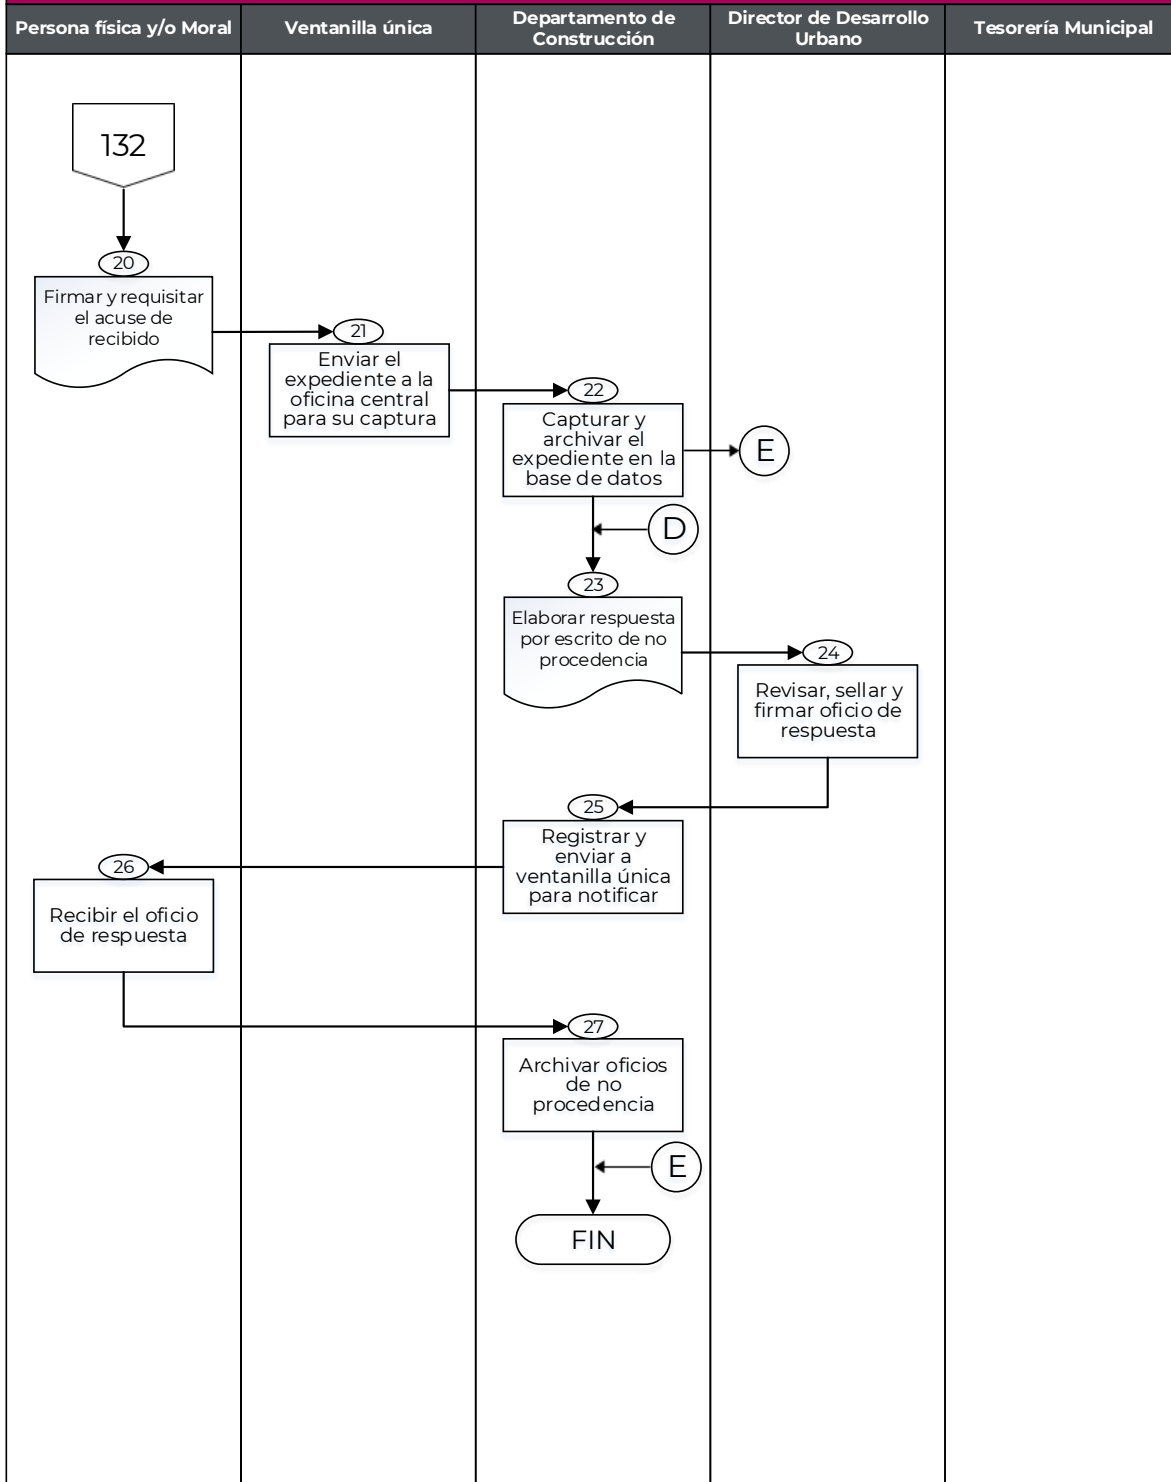 Persona física y/o Moral
Ventanilla única
Departamento de
Construcción
Director de Desarrollo
Urbano
Tesorería Municipal
132
20
Firmar y requisitar
el acuse de
recibido
21
Enviar el
expediente a la
oficina central
para su captura
22
Capturar y
archivar el
expediente en la
base de datos
E
D
23
Elaborar respuesta
por escrito de no
procedencia
24
Revisar, sellar y
firmar oficio de
respuesta
25
Registrar y
enviar a
ventanilla única
para notificar
26
Recibir el oficio
de respuesta
27
Archivar oficios
de no
procedencia
E
FIN